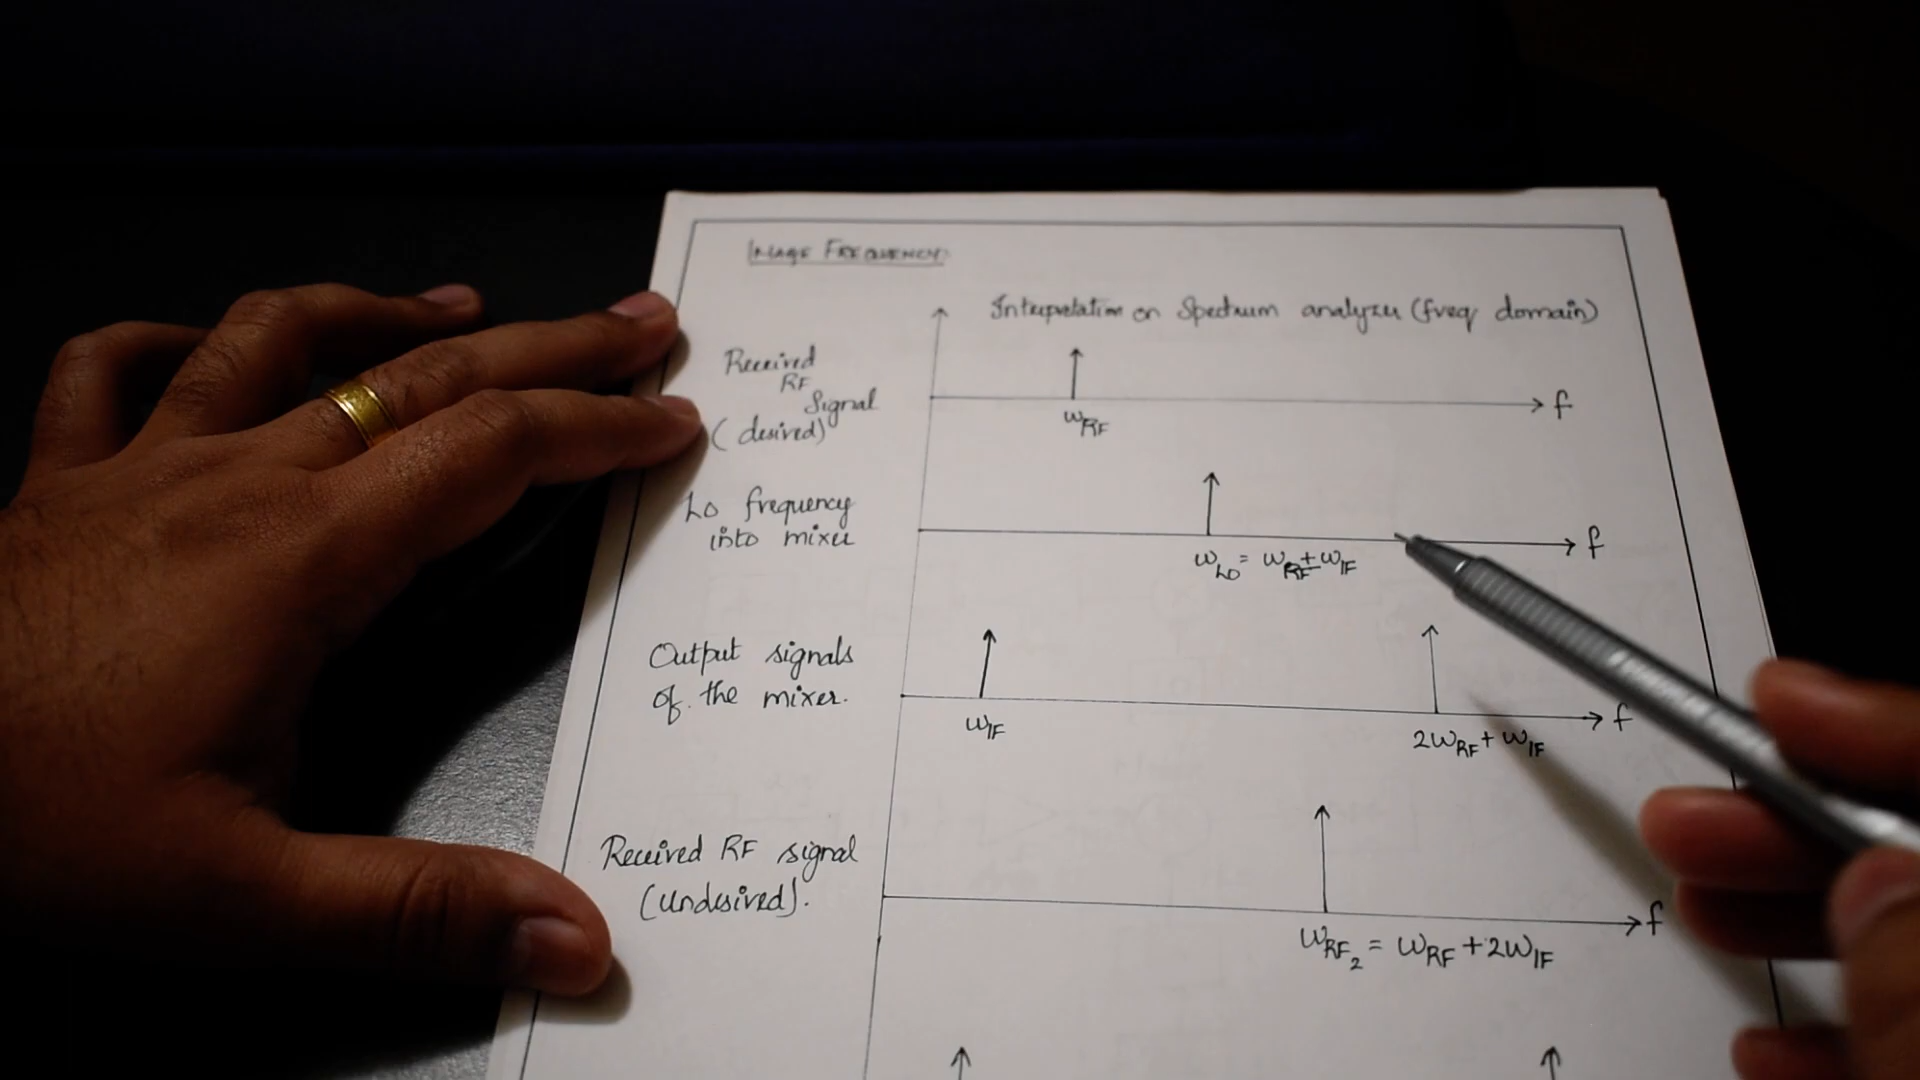 IMAGE FREQUENCY:
Interpretation on Spectrum analyzer (freq domain)
Received
RF
Signal
(desired)
f
ωRF
Lo frequency
into mixer
f
ωLO = ωRF+ωIF
Output signals
of the mixer.
f
ωIF
2ωRF + ωIF
Received RF signal
(Undesired).
f
ωRF2 = ωRF + 2ωIF